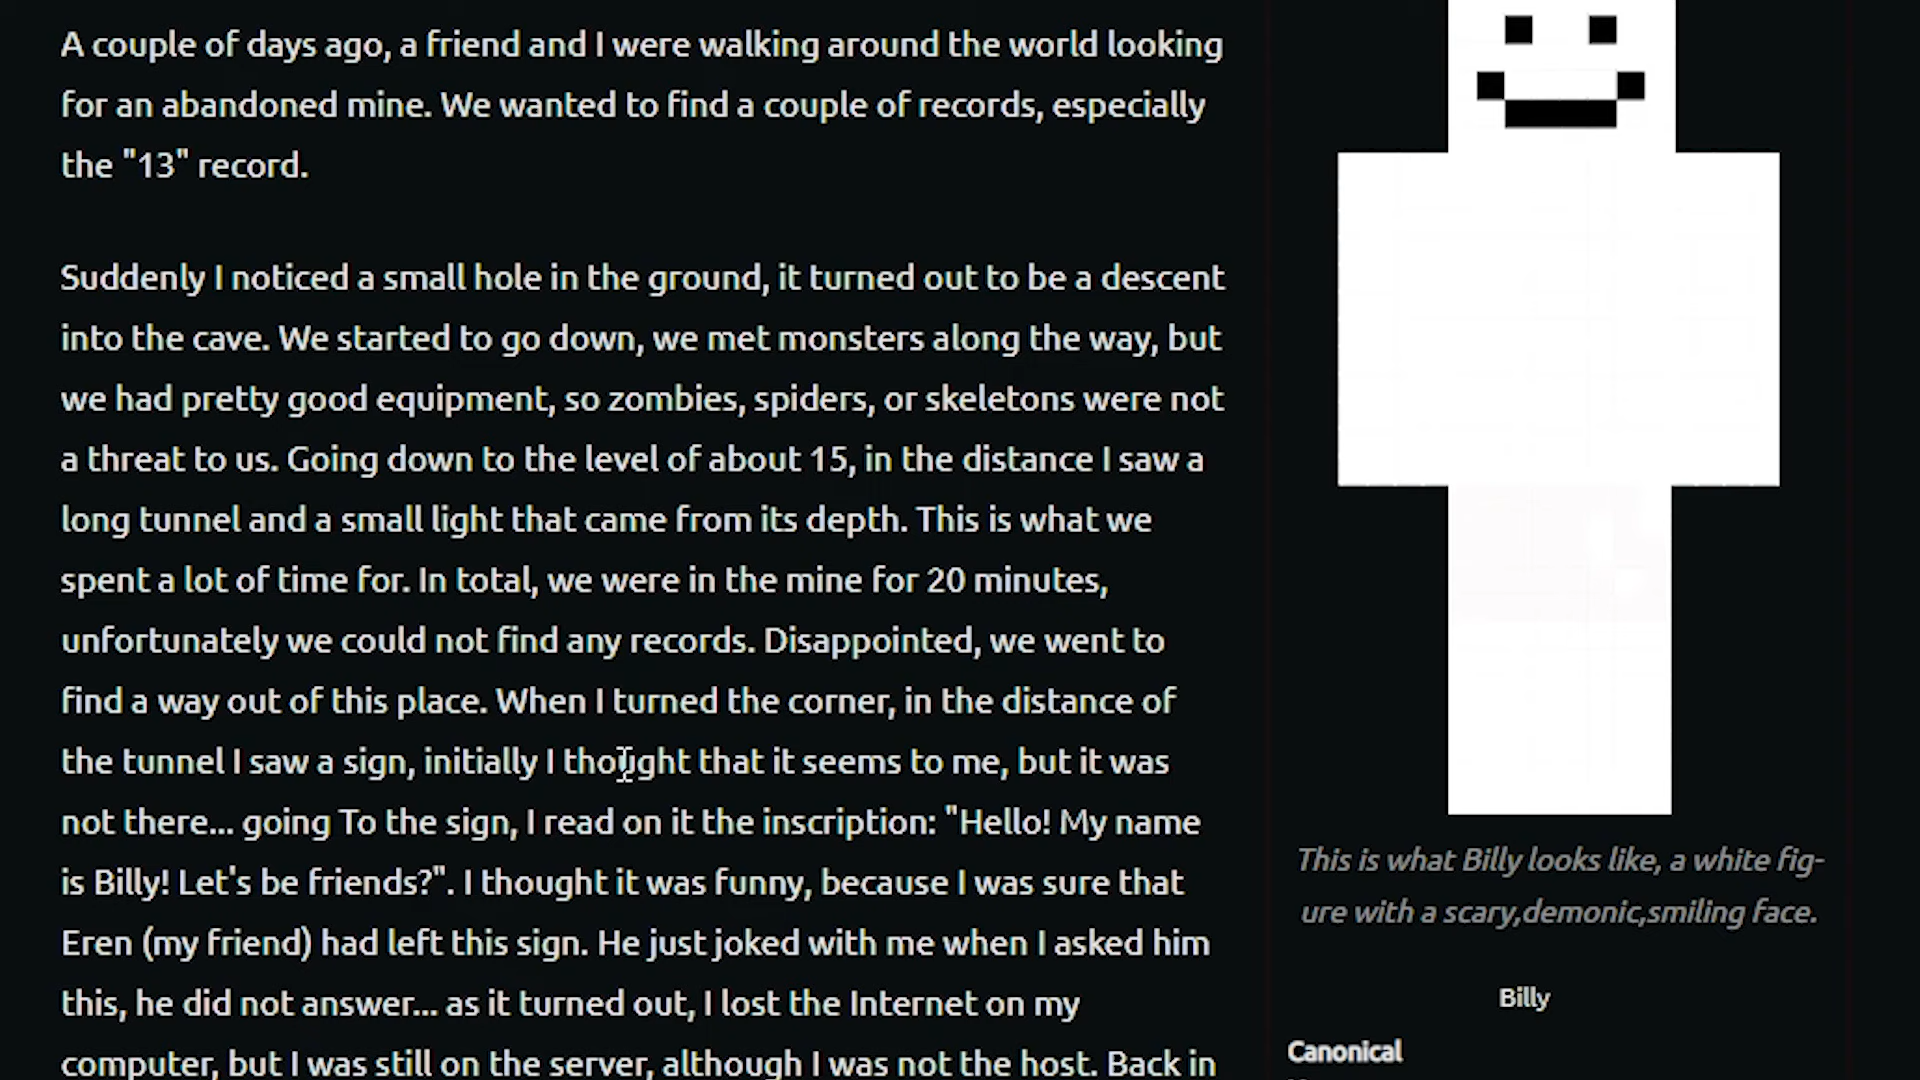 A couple of days ago, a friend and I were walking around the world looking
for an abandoned mine. We wanted to find a couple of records, especially
the "13" record.
Suddenly I noticed a small hole in the ground, it turned out to be a descent
into the cave. We started to go down, we met monsters along the way, but
we had pretty good equipment, so zombies, spiders, or skeletons were not
a threat to us. Going down to the level of about 15, in the distance I saw a
long tunnel and a small light that came from its depth. This is what we
spent a lot of time for. In total, we were in the mine for 20 minutes,
unfortunately we could not find any records. Disappointed, we went to
find a way out of this place. When I turned the corner, in the distance of
the tunnel I saw a sign, initially I thought that it seems to me, but it was
not there... going To the sign, I read on it the inscription: "Hello! My name
is Billy! Let's be friends?". I thought it was funny, because I was sure that
Eren (my friend) had left this sign. He just joked with me when I asked him
this, he did not answer... as it turned out, I lost the Internet on my
computer, but I was still on the server, although I was not the host. Back in
This is what Billy looks like, a white fig-
ure with a scary,demonic,smiling face.
Billy
Canonical